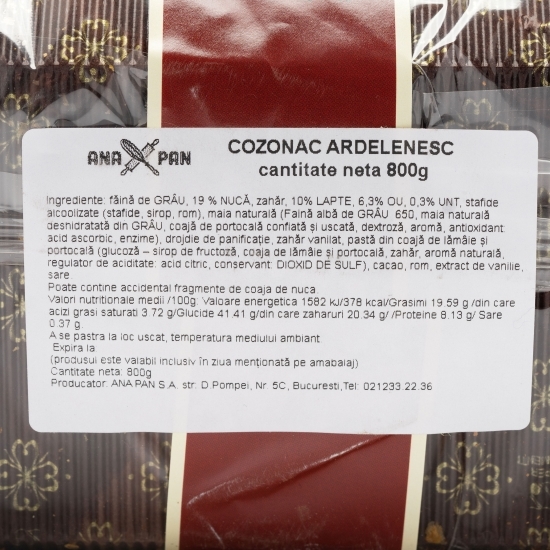 ANA PAN
COZONAC ARDELENESC
cantitate neta 800g
Ingrediente: făină de GRÂU, 19 % NUCĂ, zahăr, 10% LAPTE, 6,3% OU, 0,3% UNT, stafide
alcoolizate (stafide, sirop, rom), maia naturală (Faină albă de GRÂU 650, maia naturală
desnidratată din GRÂU, coajă de portocală confiată și uscată, dextroză, aromă, antioxidant:
acid ascorbic, enzime), drojdie de panificație, zahăr vanilat, pastă din coajă de lămâie și
portocală (glucoză – sirop de fructoză, coaja de lămâie și portocală, zahăr, aromă naturală,
regulator de aciditate: acid citric, conservant: DIOXID DE SULF), cacao, rom, extract de vanilie,
sare.
Poate contine accidental fragmente de coaja de nuca.
Valori nutritionale medii /100g: Valoare energetica 1582 kJ/378 kcal/Grasimi 19.59 g/din care
acizi grasi saturati 3.72 g/Glucide 41.41 g/din care zaharuri 20.34 g/ /Proteine 8.13 g/ Sare
0.37 g.
A se pastra la loc uscat, temperatura mediului ambiant
Expira la
(produsul este valabil inclusiv în ziua menționată pe amabalaj)
Cantitate neta: 800g
Producator: ANA PAN S.A. str: D.Pompei, Nr. 5C, Bucuresti,Tel: 021233.22.36